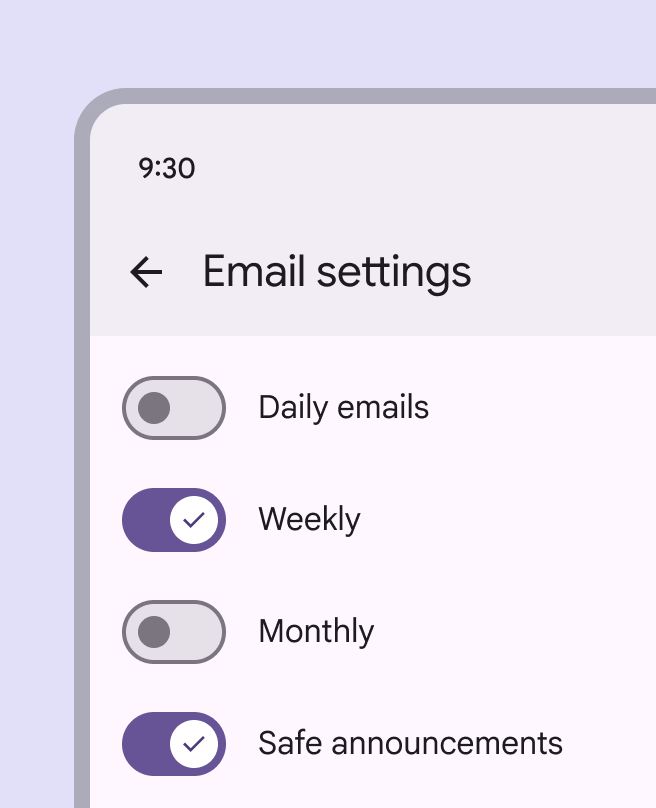 9:30
Email settings
Daily emails
Weekly
Monthly
Safe announcements